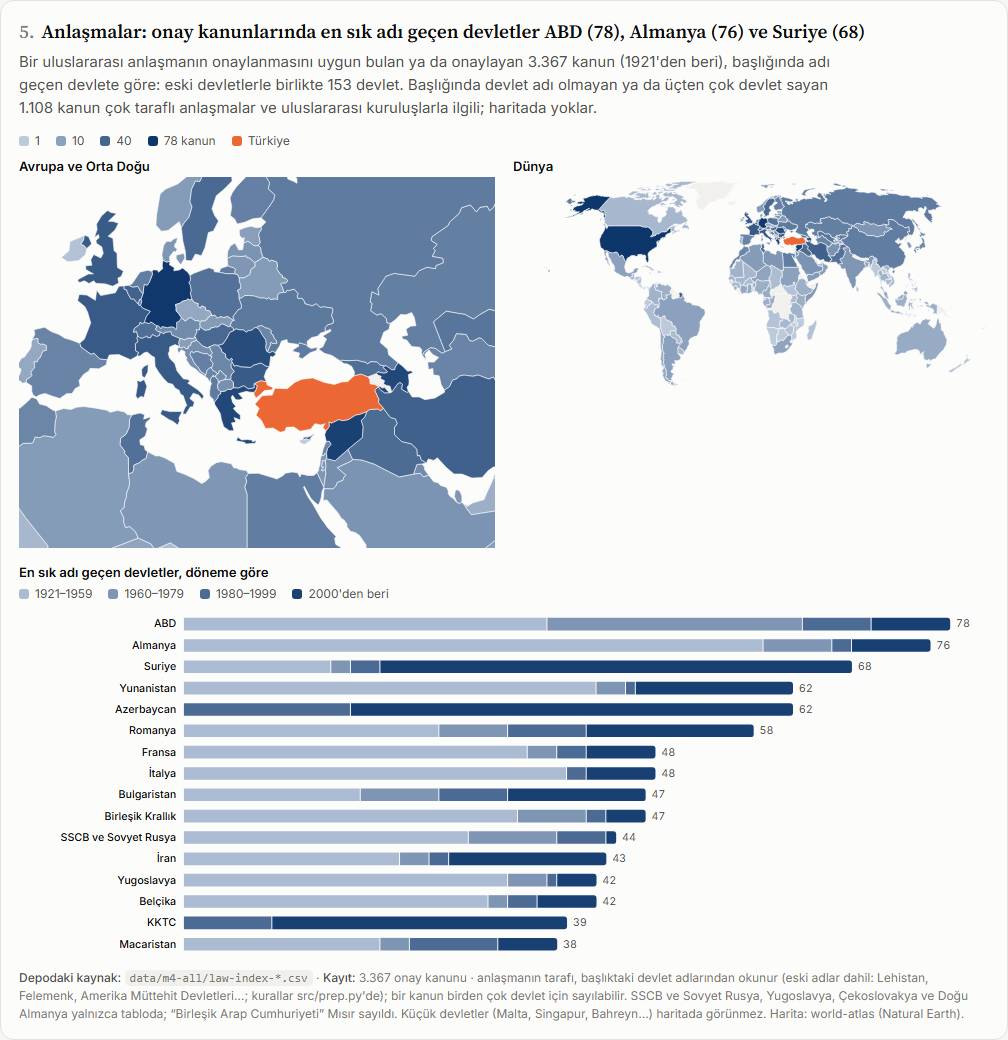 5. Anlaşmalar: onay kanunlarında en sık adı geçen devletler ABD (78), Almanya (76) ve Suriye (68)
Bir uluslararası anlaşmanın onaylanmasını uygun bulan ya da onaylayan 3.367 kanun (1921'den beri), başlığında adı
geçen devlete göre: eski devletlerle birlikte 153 devlet. Başlığında devlet adı olmayan ya da üçten çok devlet sayan
1.108 kanun çok taraflı anlaşmalar ve uluslararası kuruluşlarla ilgili; haritada yoklar.
1 10 40 78 kanun Türkiye
Avrupa ve Orta Doğu
Dünya
En sık adı geçen devletler, döneme göre
1921–1959 1960–1979 1980–1999 2000'den beri
ABD 78
Almanya 76
Suriye 68
Yunanistan 62
Azerbaycan 62
Romanya 58
Fransa 48
İtalya 48
Bulgaristan 47
Birleşik Krallık 47
SSCB ve Sovyet Rusya 44
İran 43
Yugoslavya 42
Belçika 42
KKTC 39
Macaristan 38
Depodaki kaynak: data/m4-all/law-index-*.csv · Kayıt: 3.367 onay kanunu · anlaşmanın tarafı, başlıktaki devlet adlarından okunur (eski adlar dahil: Lehistan,
Felemenk, Amerika Müttehit Devletleri…; kurallar src/prep.py'de); bir kanun birden çok devlet için sayılabilir. SSCB ve Sovyet Rusya, Yugoslavya, Çekoslovakya ve Doğu
Almanya yalnızca tabloda; “Birleşik Arap Cumhuriyeti” Mısır sayıldı. Küçük devletler (Malta, Singapur, Bahreyn…) haritada görünmez. Harita: world-atlas (Natural Earth).